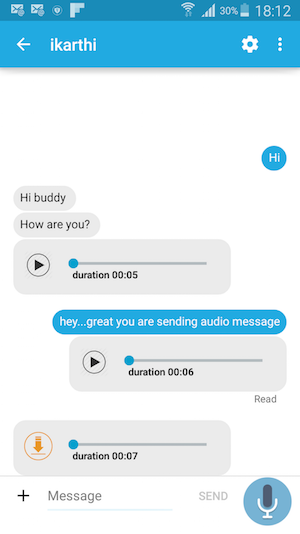 30% 18:12
ikarthi
Hi
Hi buddy
How are you?
duration 00:05
hey...great you are sending audio message
duration 00:06
Read
duration 00:07
Message SEND